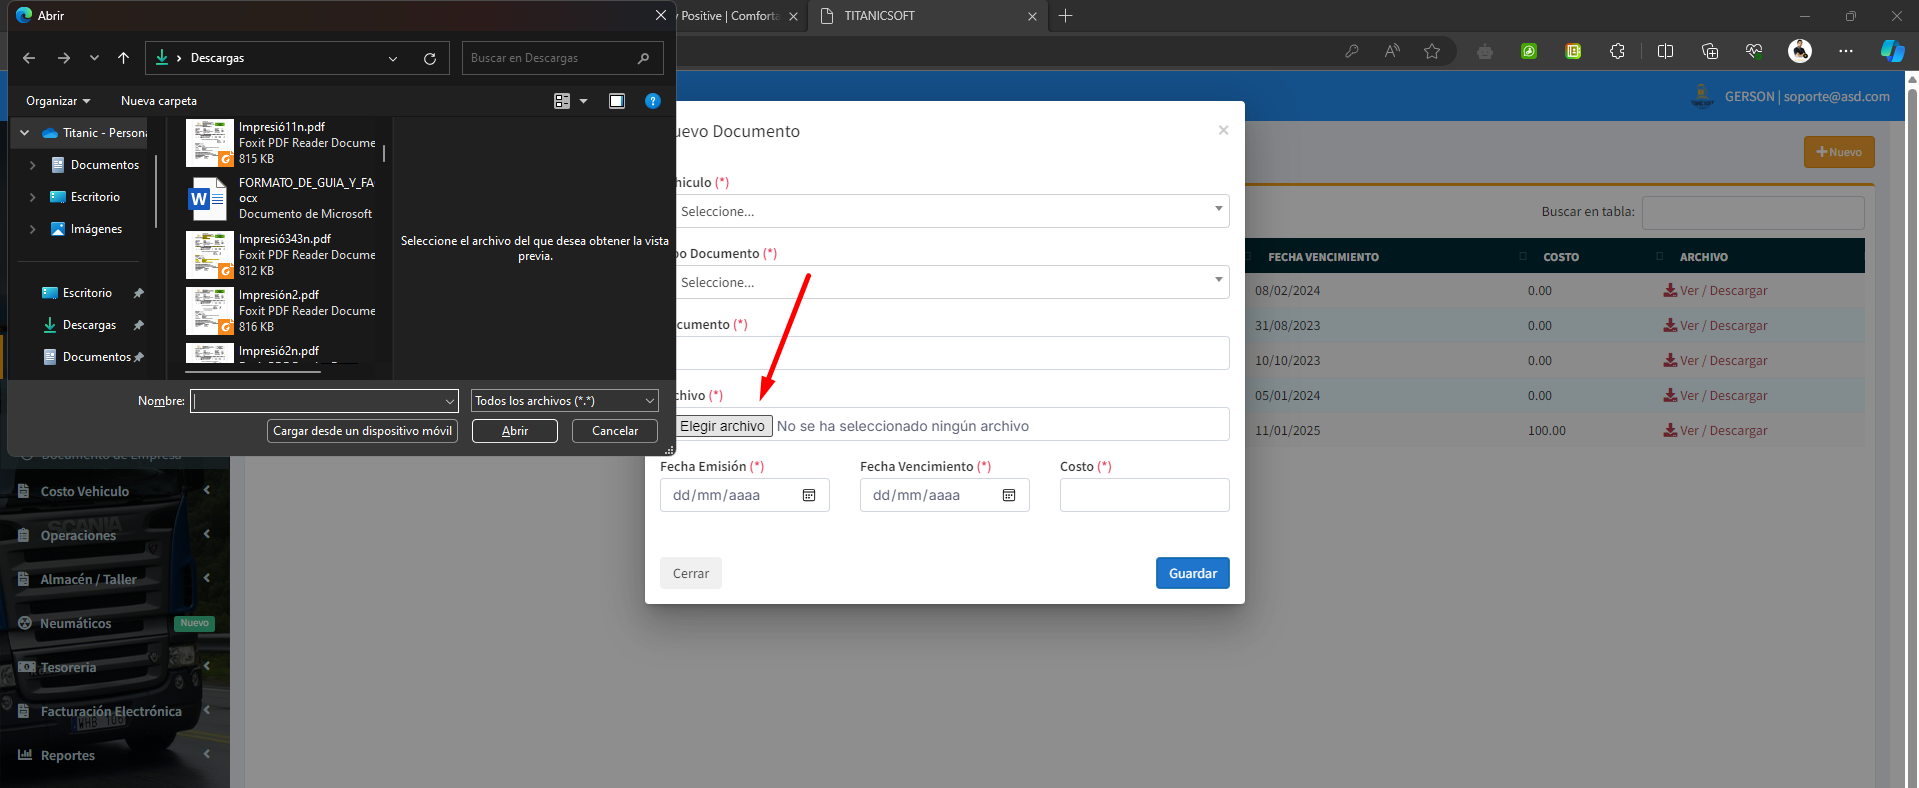 Abrir
y Positive | Comforta
TITANICSOFT
Descargas
Buscar en Descargas
Organizar
Nueva carpeta
GERSON | soporte@asd.com
Titanic - Persona
Documentos
Escritorio
Imágenes
Escritorio
Descargas
Documentos
Impresió11n.pdf
Foxit PDF Reader Docume
815 KB
FORMATO_DE_GUIA_Y_FA
ocx
Documento de Microsoft
Impresió343n.pdf
Foxit PDF Reader Docume
812 KB
Impresión2.pdf
Foxit PDF Reader Docume
816 KB
Impresió2n.pdf
Seleccione el archivo del que desea obtener la vista
previa.
Nombre:
Todos los archivos (*.*)
Cargar desde un dispositivo móvil
Abrir
Cancelar
uevo Documento
hiculo (*)
Seleccione...
oo Documento (*)
Seleccione...
ocumento (*)
chivo (*)
Elegir archivo No se ha seleccionado ningún archivo
Fecha Emisión (*)
Fecha Vencimiento (*)
Costo (*)
dd/mm/aaaa
dd/mm/aaaa
Cerrar
Guardar
Nuevo
Buscar en tabla:
FECHA VENCIMIENTO COSTO ARCHIVO
08/02/2024 0.00 Ver / Descargar
31/08/2023 0.00 Ver / Descargar
10/10/2023 0.00 Ver / Descargar
05/01/2024 0.00 Ver / Descargar
11/01/2025 100.00 Ver / Descargar
Documento de Empresa
Costo Vehiculo
SCANIA
Operaciones
Almacén / Taller
Neumáticos Nuevo
Tesoreria
Facturación Electrónica
Reportes